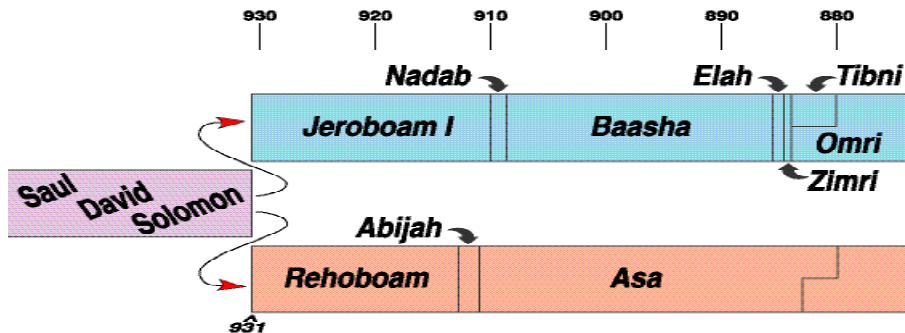 930 920 910 900 890 880
Nadab Elah Tibni
Jeroboam I Baasha Omri
Zimri
Saul
David
Solomon
Abijah
Rehoboam Asa
931